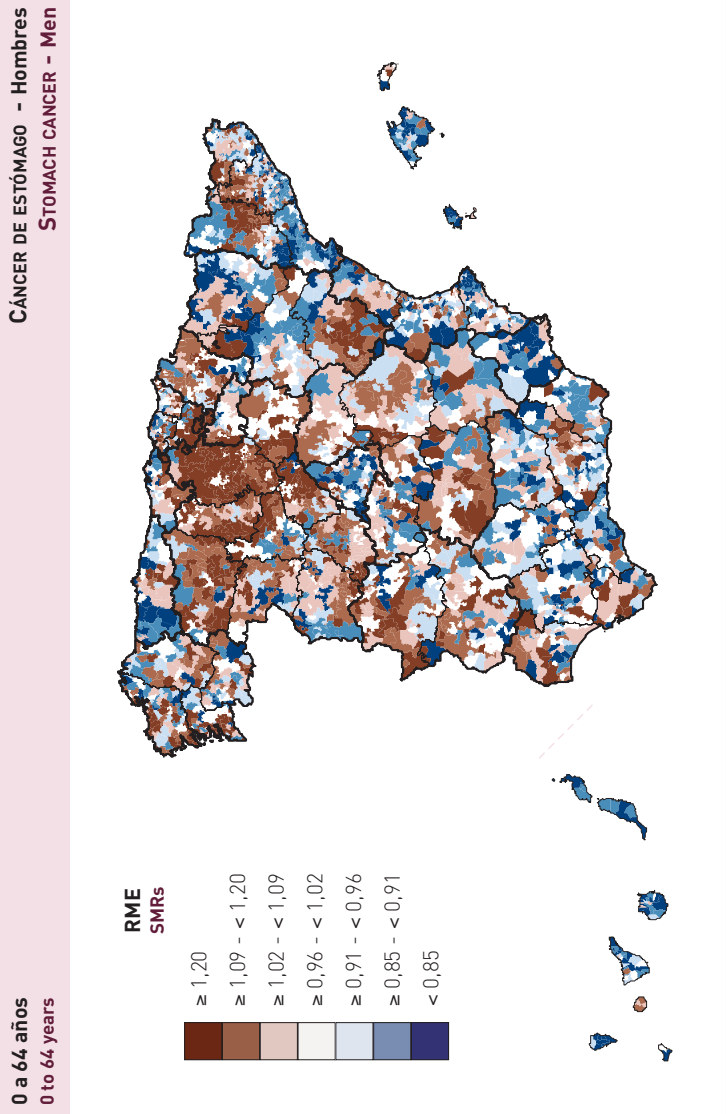 0 a 64 años
0 to 64 years
CÁNCER DE ESTÓMAGO - Hombres
STOMACH CANCER - Men
RME
SMRs
≥ 1,20
≥ 1,09 - < 1,20
≥ 1,02 - < 1,09
≥ 0,96 - < 1,02
≥ 0,91 - < 0,96
≥ 0,85 - < 0,91
< 0,85